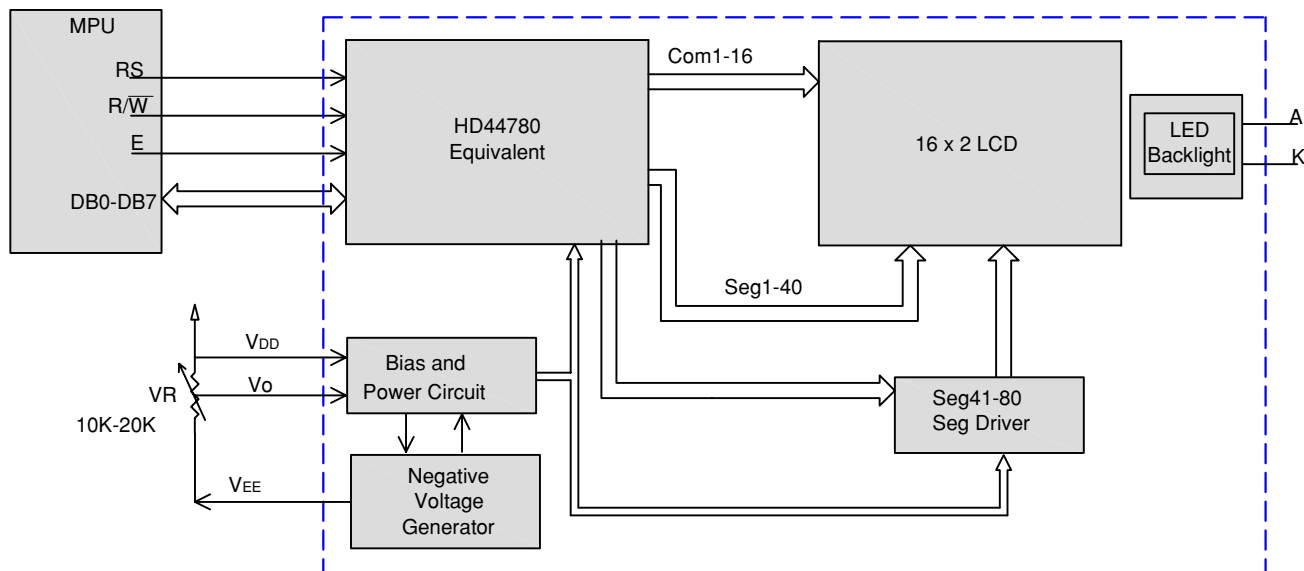 MPU
RS
R/W̅
E
DB0-DB7
HD44780
Equivalent
Com1-16
16 x 2 LCD
LED
Backlight
A
K
Seg1-40
VDD
Vo
VR
10K-20K
Bias and
Power Circuit
Seg41-80
Seg Driver
VEE
Negative
Voltage
Generator